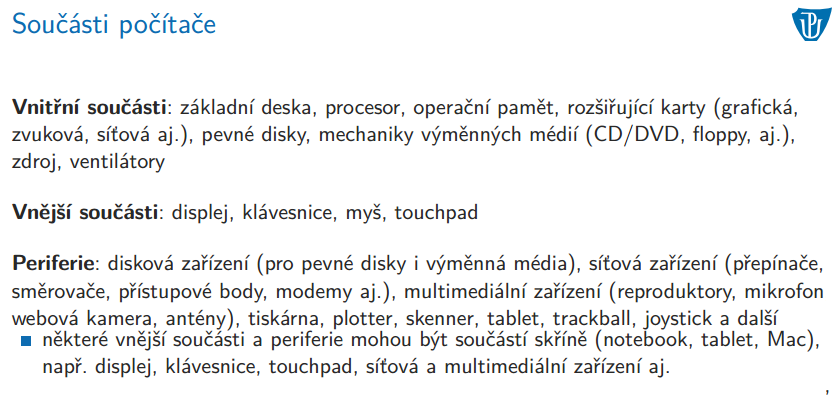 Součásti počítače
Vnitřní součásti: základní deska, procesor, operační pamět, rozšiřující karty (grafická,
zvuková, síťová aj.), pevné disky, mechaniky výměnných médií (CD/DVD, floppy, aj.),
zdroj, ventilátory
Vnější součásti: displej, klávesnice, myš, touchpad
Periferie: disková zařízení (pro pevné disky i výměnná média), síťová zařízení (přepínače,
směrovače, přístupové body, modemy aj.), multimediální zařízení (reproduktory, mikrofon
webová kamera, antény), tiskárna, plotter, skenner, tablet, trackball, joystick a další
některé vnější součásti a periferie mohou být součástí skříně (notebook, tablet, Mac),
např. displej, klávesnice, touchpad, síťová a multimediální zařízení aj.
,